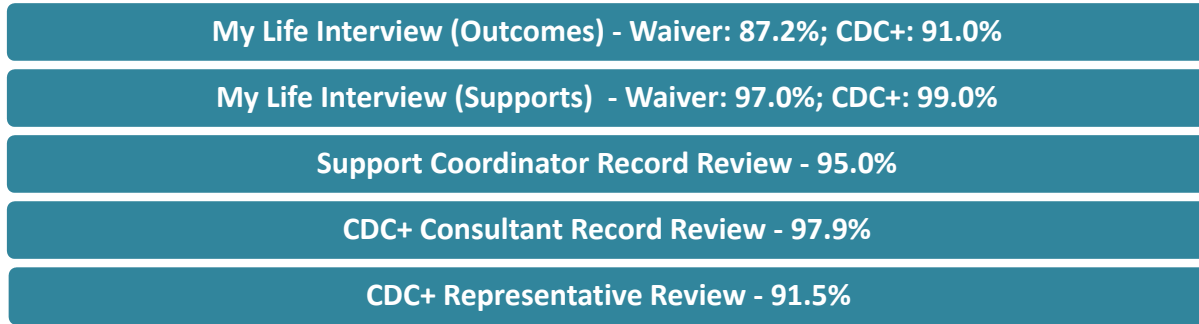 My Life Interview (Outcomes) - Waiver: 87.2%; CDC+: 91.0%
My Life Interview (Supports)  - Waiver: 97.0%; CDC+: 99.0%
Support Coordinator Record Review - 95.0%
CDC+ Consultant Record Review - 97.9%
CDC+ Representative Review - 91.5%